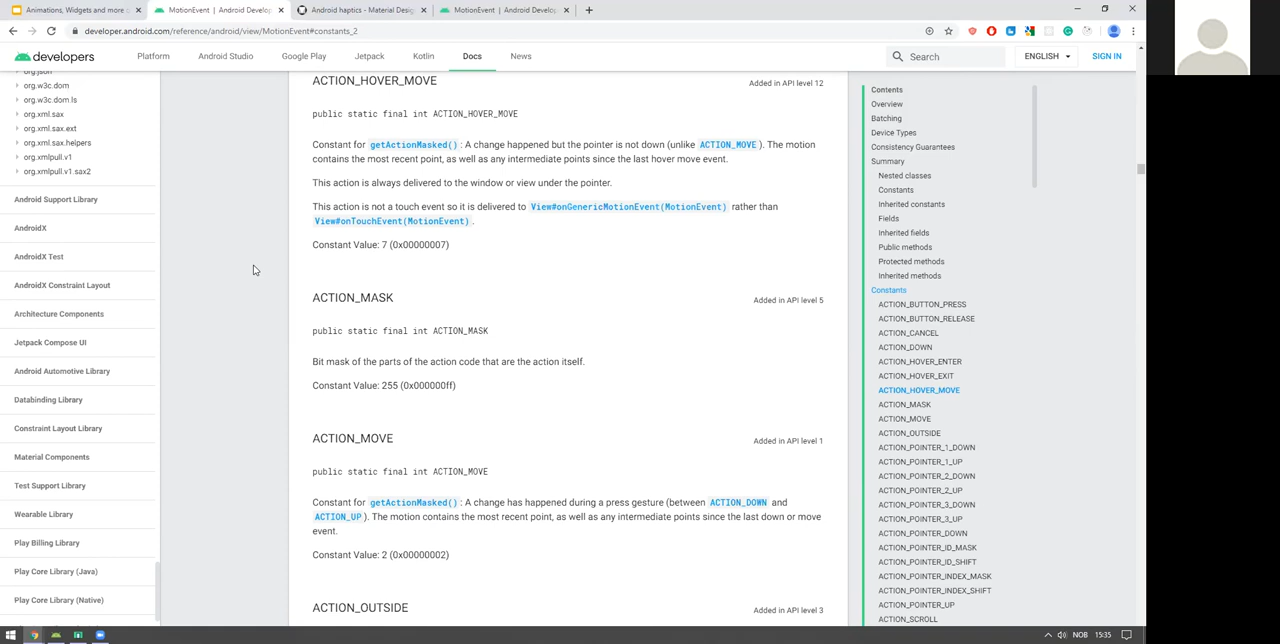 Animations, Widgets and more c
MotionEvent | Android Develop
Android haptics - Material Desig
MotionEvent | Android Develop
developer.android.com/reference/android/view/MotionEvent#constants_2
developers
Platform
Android Studio
Google Play
Jetpack
Kotlin
Docs
News
Search
ENGLISH
SIGN IN
org.json
org.w3c.dom
org.w3c.dom.ls
org.xml.sax
org.xml.sax.ext
org.xml.sax.helpers
org.xmlpull.v1
org.xmlpull.v1.sax2
Android Support Library
AndroidX
AndroidX Test
AndroidX Constraint Layout
Architecture Components
Jetpack Compose UI
Android Automotive Library
Databinding Library
Constraint Layout Library
Material Components
Test Support Library
Wearable Library
Play Billing Library
Play Core Library (Java)
Play Core Library (Native)
ACTION_HOVER_MOVE
Added in API level 12
public static final int ACTION_HOVER_MOVE
Constant for getActionMasked(): A change happened but the pointer is not down (unlike ACTION_MOVE). The motion
contains the most recent point, as well as any intermediate points since the last hover move event.
This action is always delivered to the window or view under the pointer.
This action is not a touch event so it is delivered to View#onGenericMotionEvent(MotionEvent) rather than
View#onTouchEvent(MotionEvent).
Constant Value: 7 (0x00000007)
ACTION_MASK
Added in API level 5
public static final int ACTION_MASK
Bit mask of the parts of the action code that are the action itself.
Constant Value: 255 (0x000000ff)
ACTION_MOVE
Added in API level 1
public static final int ACTION_MOVE
Constant for getActionMasked(): A change has happened during a press gesture (between ACTION_DOWN and
ACTION_UP). The motion contains the most recent point, as well as any intermediate points since the last down or move
event.
Constant Value: 2 (0x00000002)
ACTION_OUTSIDE
Added in API level 3
Contents
Overview
Batching
Device Types
Consistency Guarantees
Summary
Nested classes
Constants
Inherited constants
Fields
Inherited fields
Public methods
Protected methods
Inherited methods
Constants
ACTION_BUTTON_PRESS
ACTION_BUTTON_RELEASE
ACTION_CANCEL
ACTION_DOWN
ACTION_HOVER_ENTER
ACTION_HOVER_EXIT
ACTION_HOVER_MOVE
ACTION_MASK
ACTION_MOVE
ACTION_OUTSIDE
ACTION_POINTER_1_DOWN
ACTION_POINTER_1_UP
ACTION_POINTER_2_DOWN
ACTION_POINTER_2_UP
ACTION_POINTER_3_DOWN
ACTION_POINTER_3_UP
ACTION_POINTER_DOWN
ACTION_POINTER_ID_MASK
ACTION_POINTER_ID_SHIFT
ACTION_POINTER_INDEX_MASK
ACTION_POINTER_INDEX_SHIFT
ACTION_POINTER_UP
ACTION_SCROLL
NOB
15:35